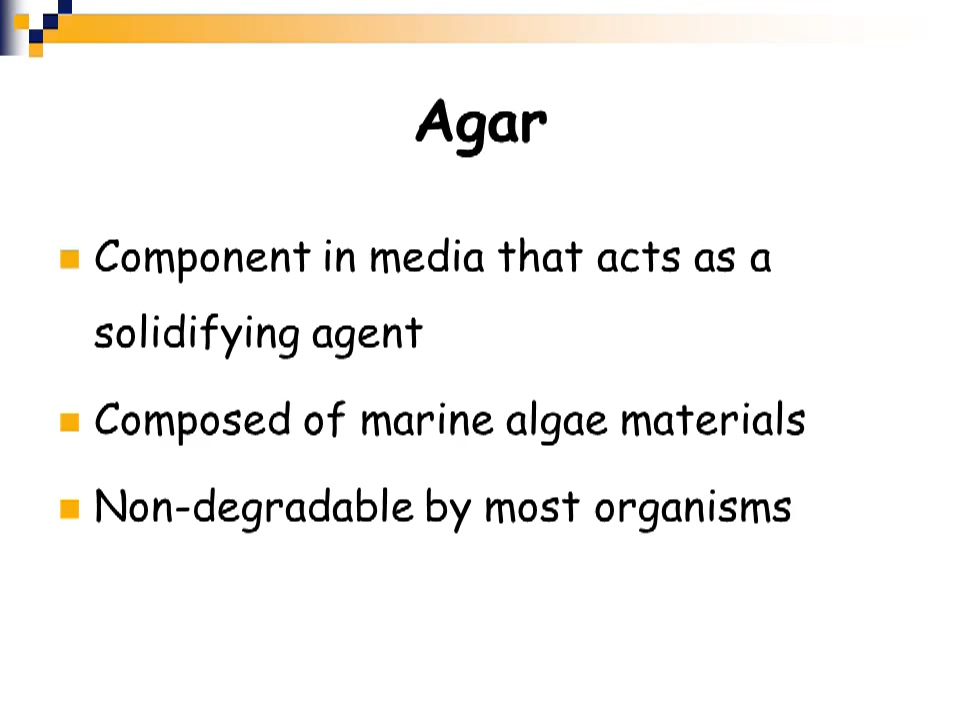 Agar
Component in media that acts as a
solidifying agent
Composed of marine algae materials
Non-degradable by most organisms